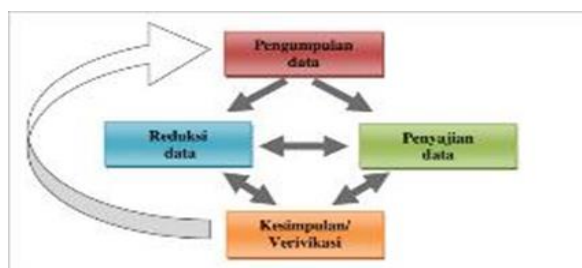 Pengumpulan
data
Reduksi
data
Penyajian
data
Kesimpulan/
Verivikasi